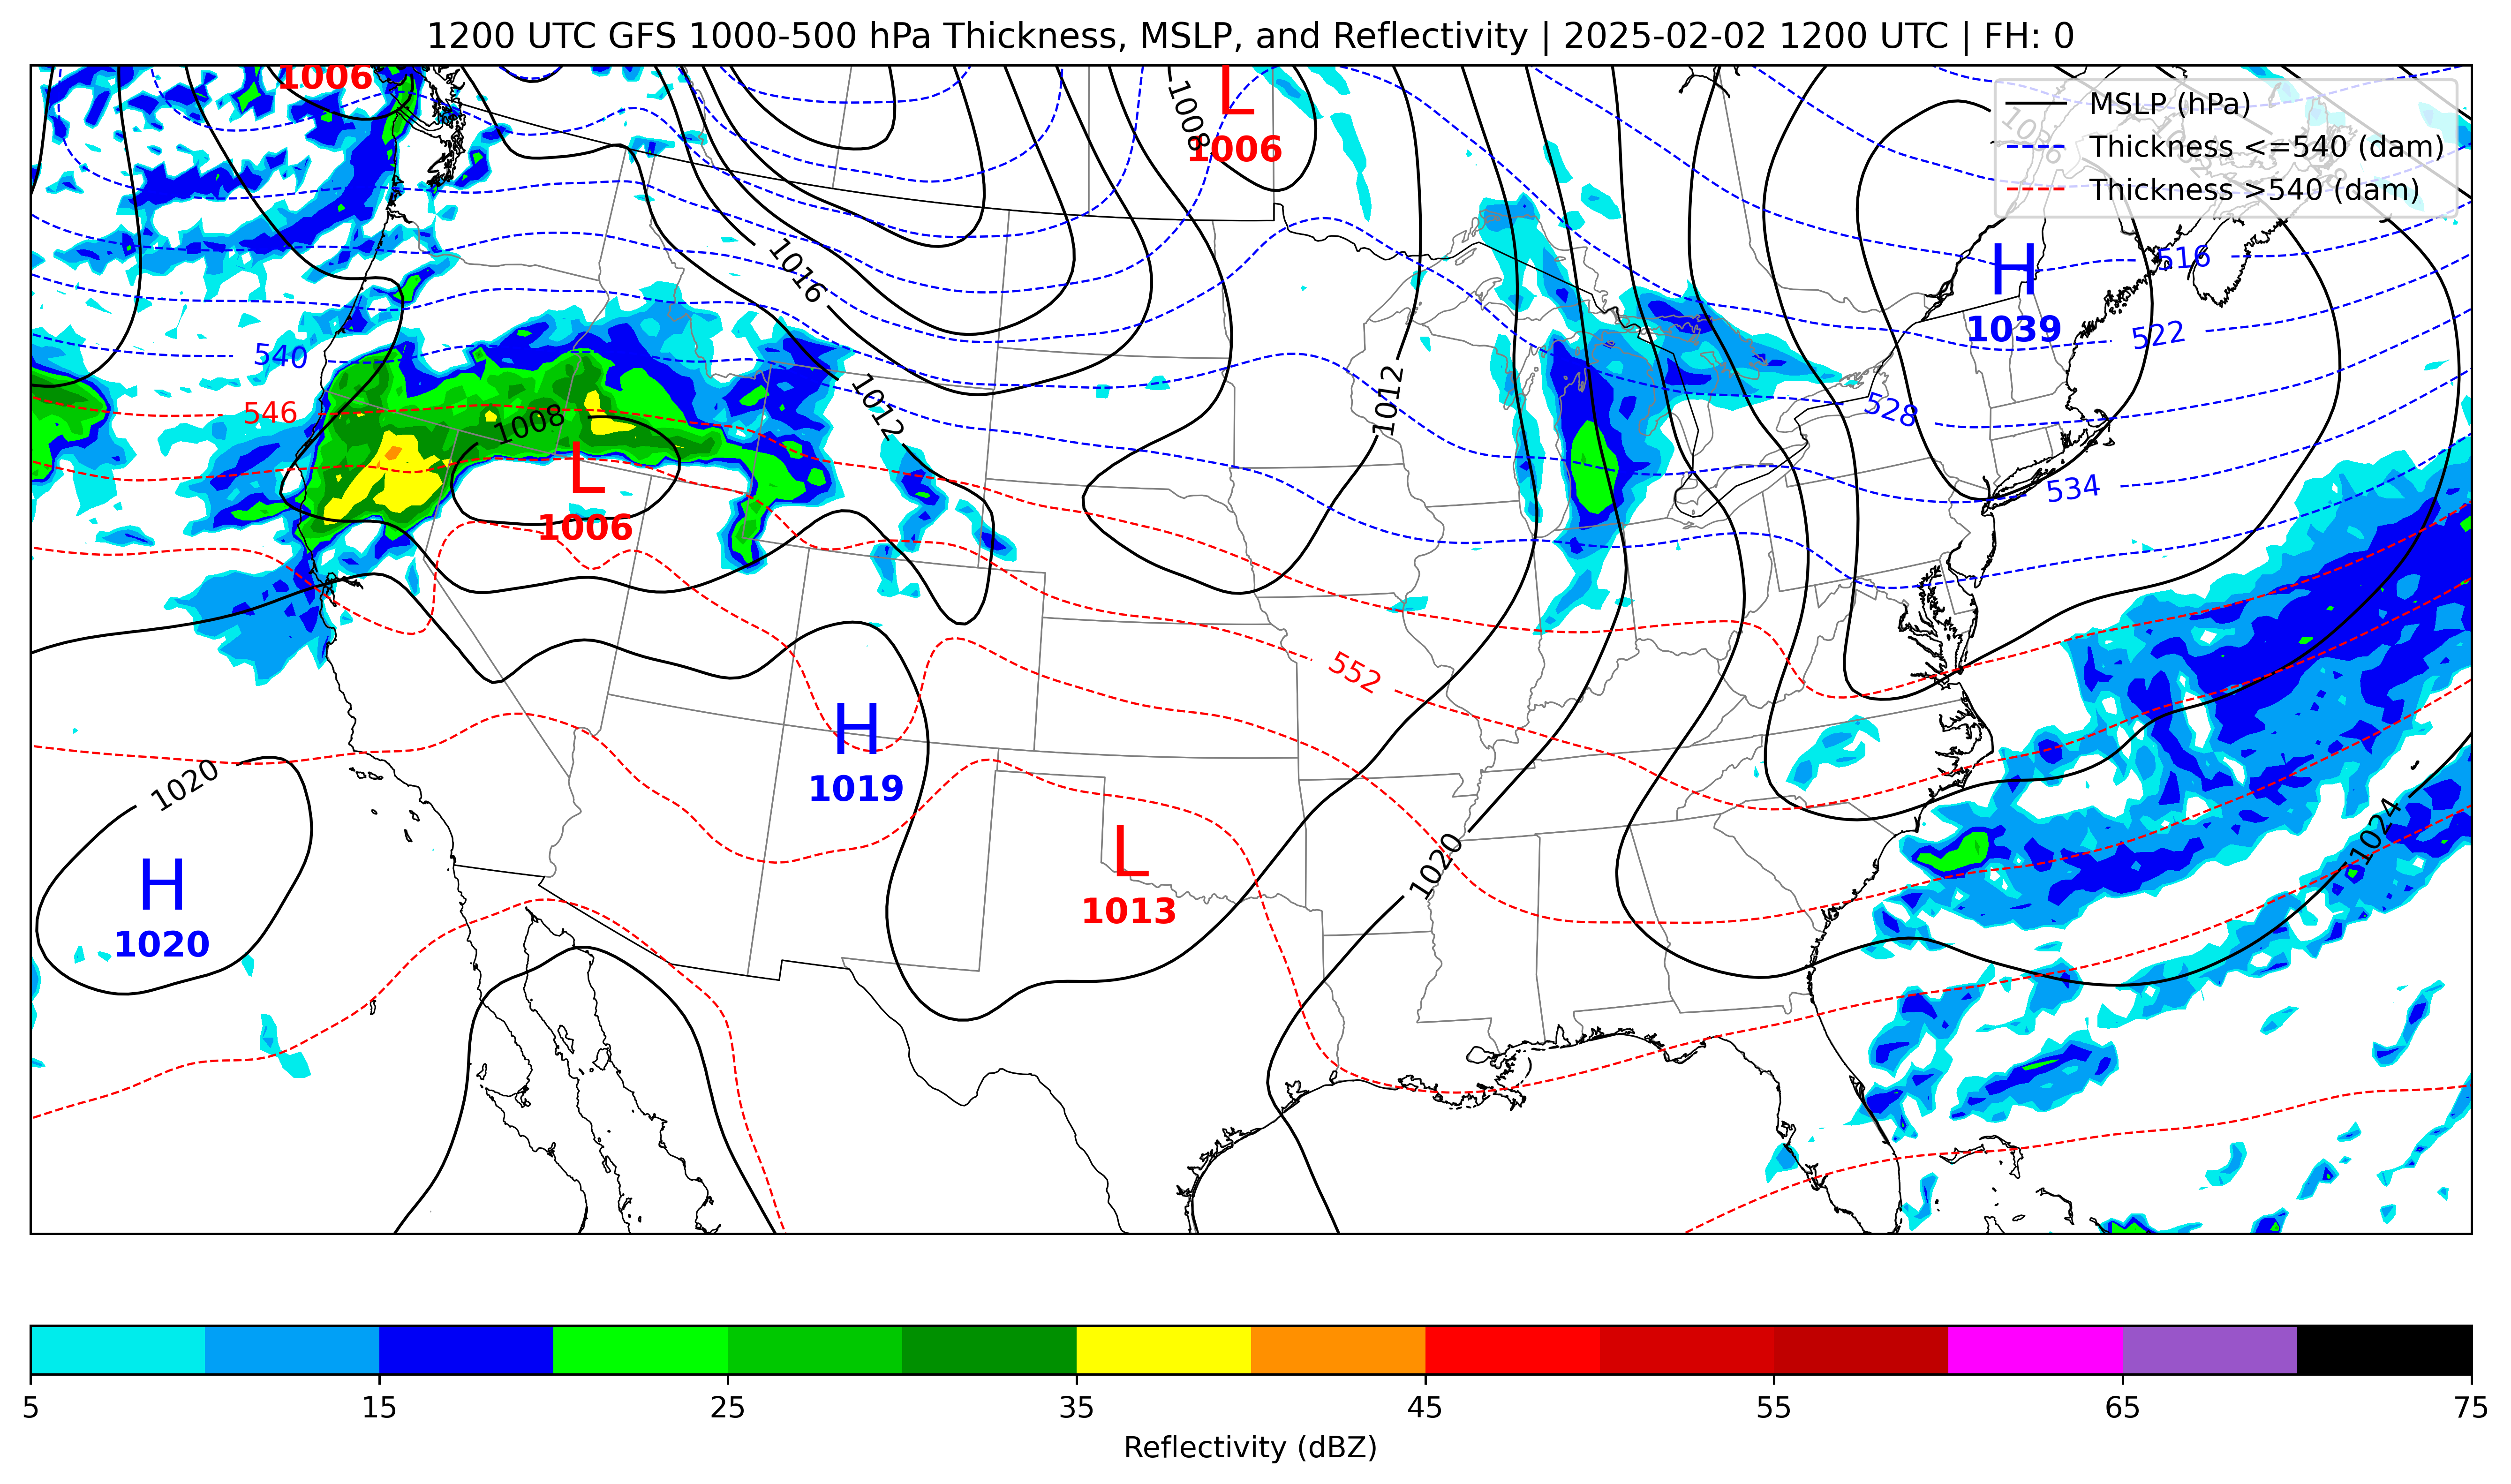 1200 UTC GFS 1000-500 hPa Thickness, MSLP, and Reflectivity | 2025-02-02 1200 UTC | FH: 0
1006
L
1006
1008
MSLP (hPa)
Thickness <=540 (dam)
Thickness >540 (dam)
H
1039
516
522
528
534
1016
1012
1012
540
546
1008
L
1006
552
H
1019
1020
H
1020
L
1013
1020
1024
5
15
25
35
45
55
65
75
Reflectivity (dBZ)